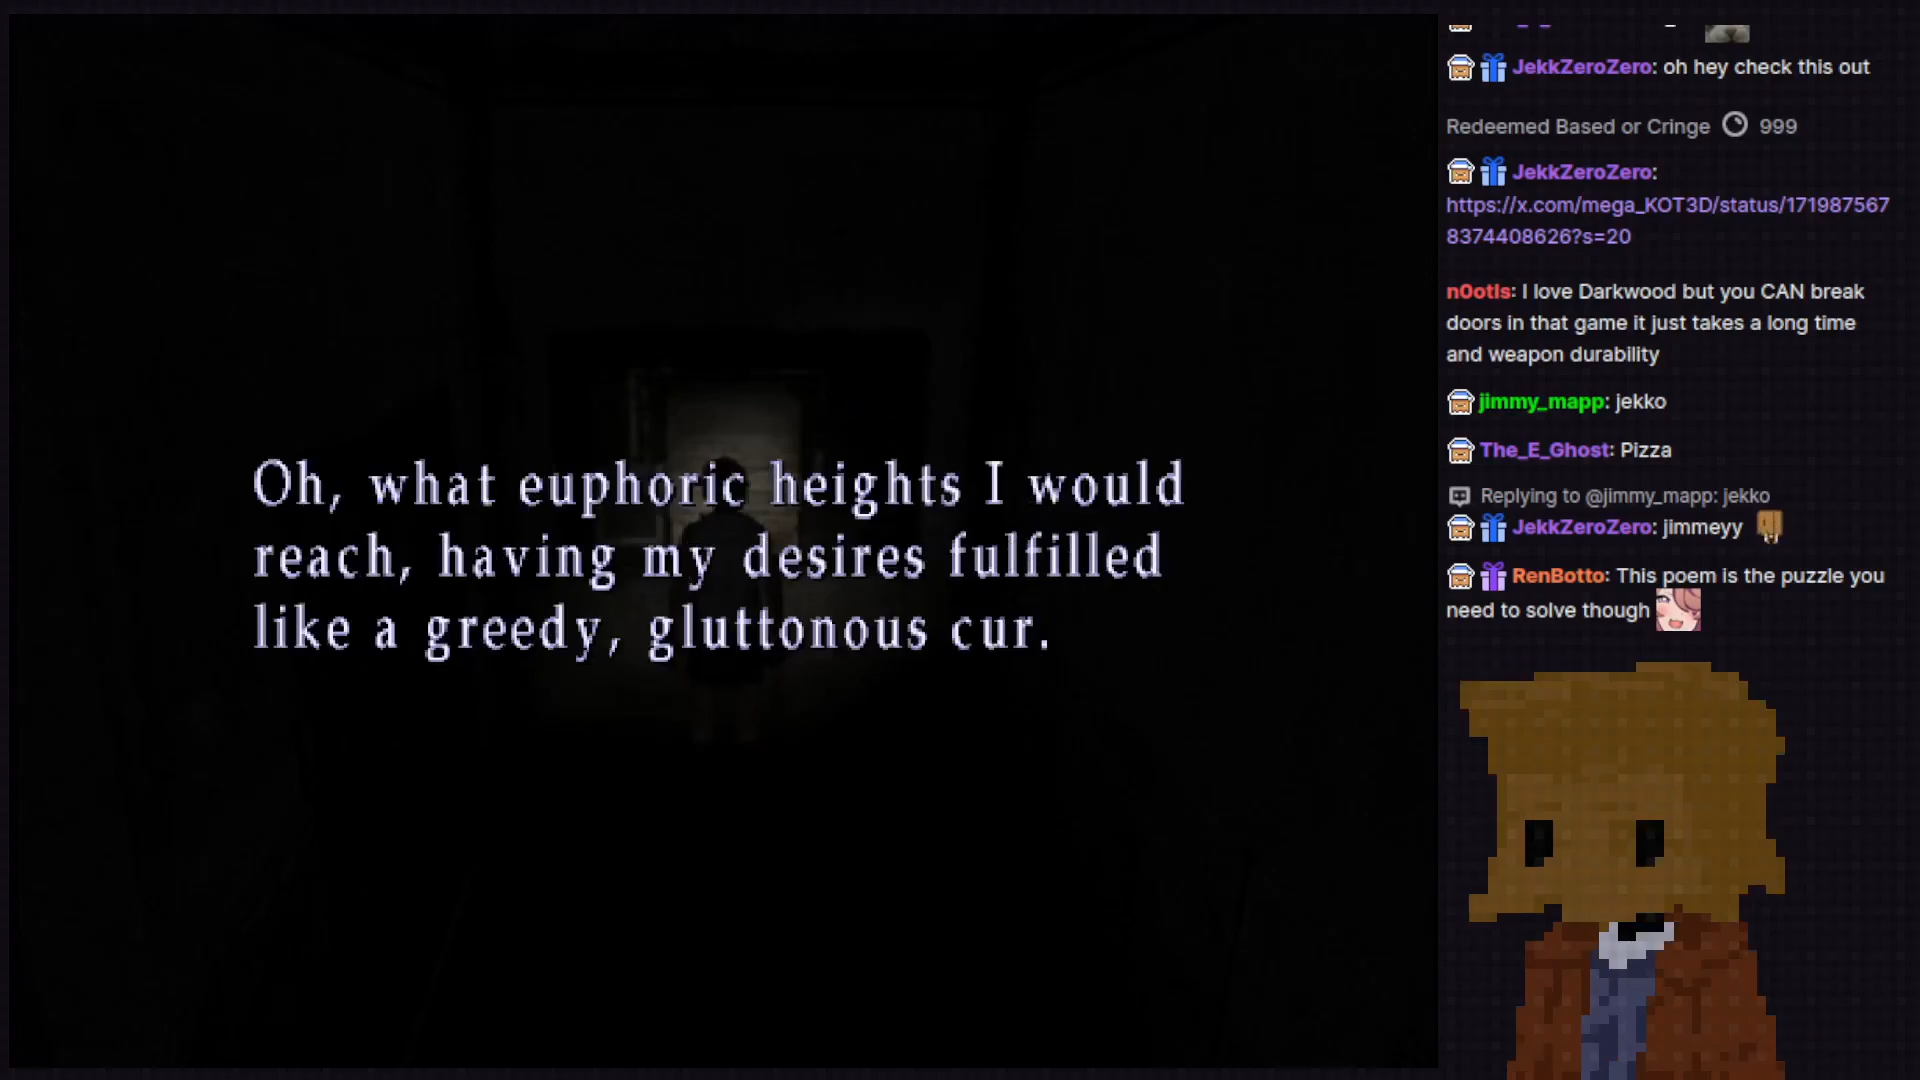 Oh, what euphoric heights I would
reach, having my desires fulfilled
like a greedy, gluttonous cur.
JekkZeroZero: oh hey check this out
Redeemed Based or Cringe 999
JekkZeroZero:
https://x.com/mega_KOT3D/status/171987567
8374408626?s=20
n0otls: I love Darkwood but you CAN break
doors in that game it just takes a long time
and weapon durability
jimmy_mapp: jekko
The_E_Ghost: Pizza
Replying to @jimmy_mapp: jekko
JekkZeroZero: jimmeyy
RenBotto: This poem is the puzzle you
need to solve though